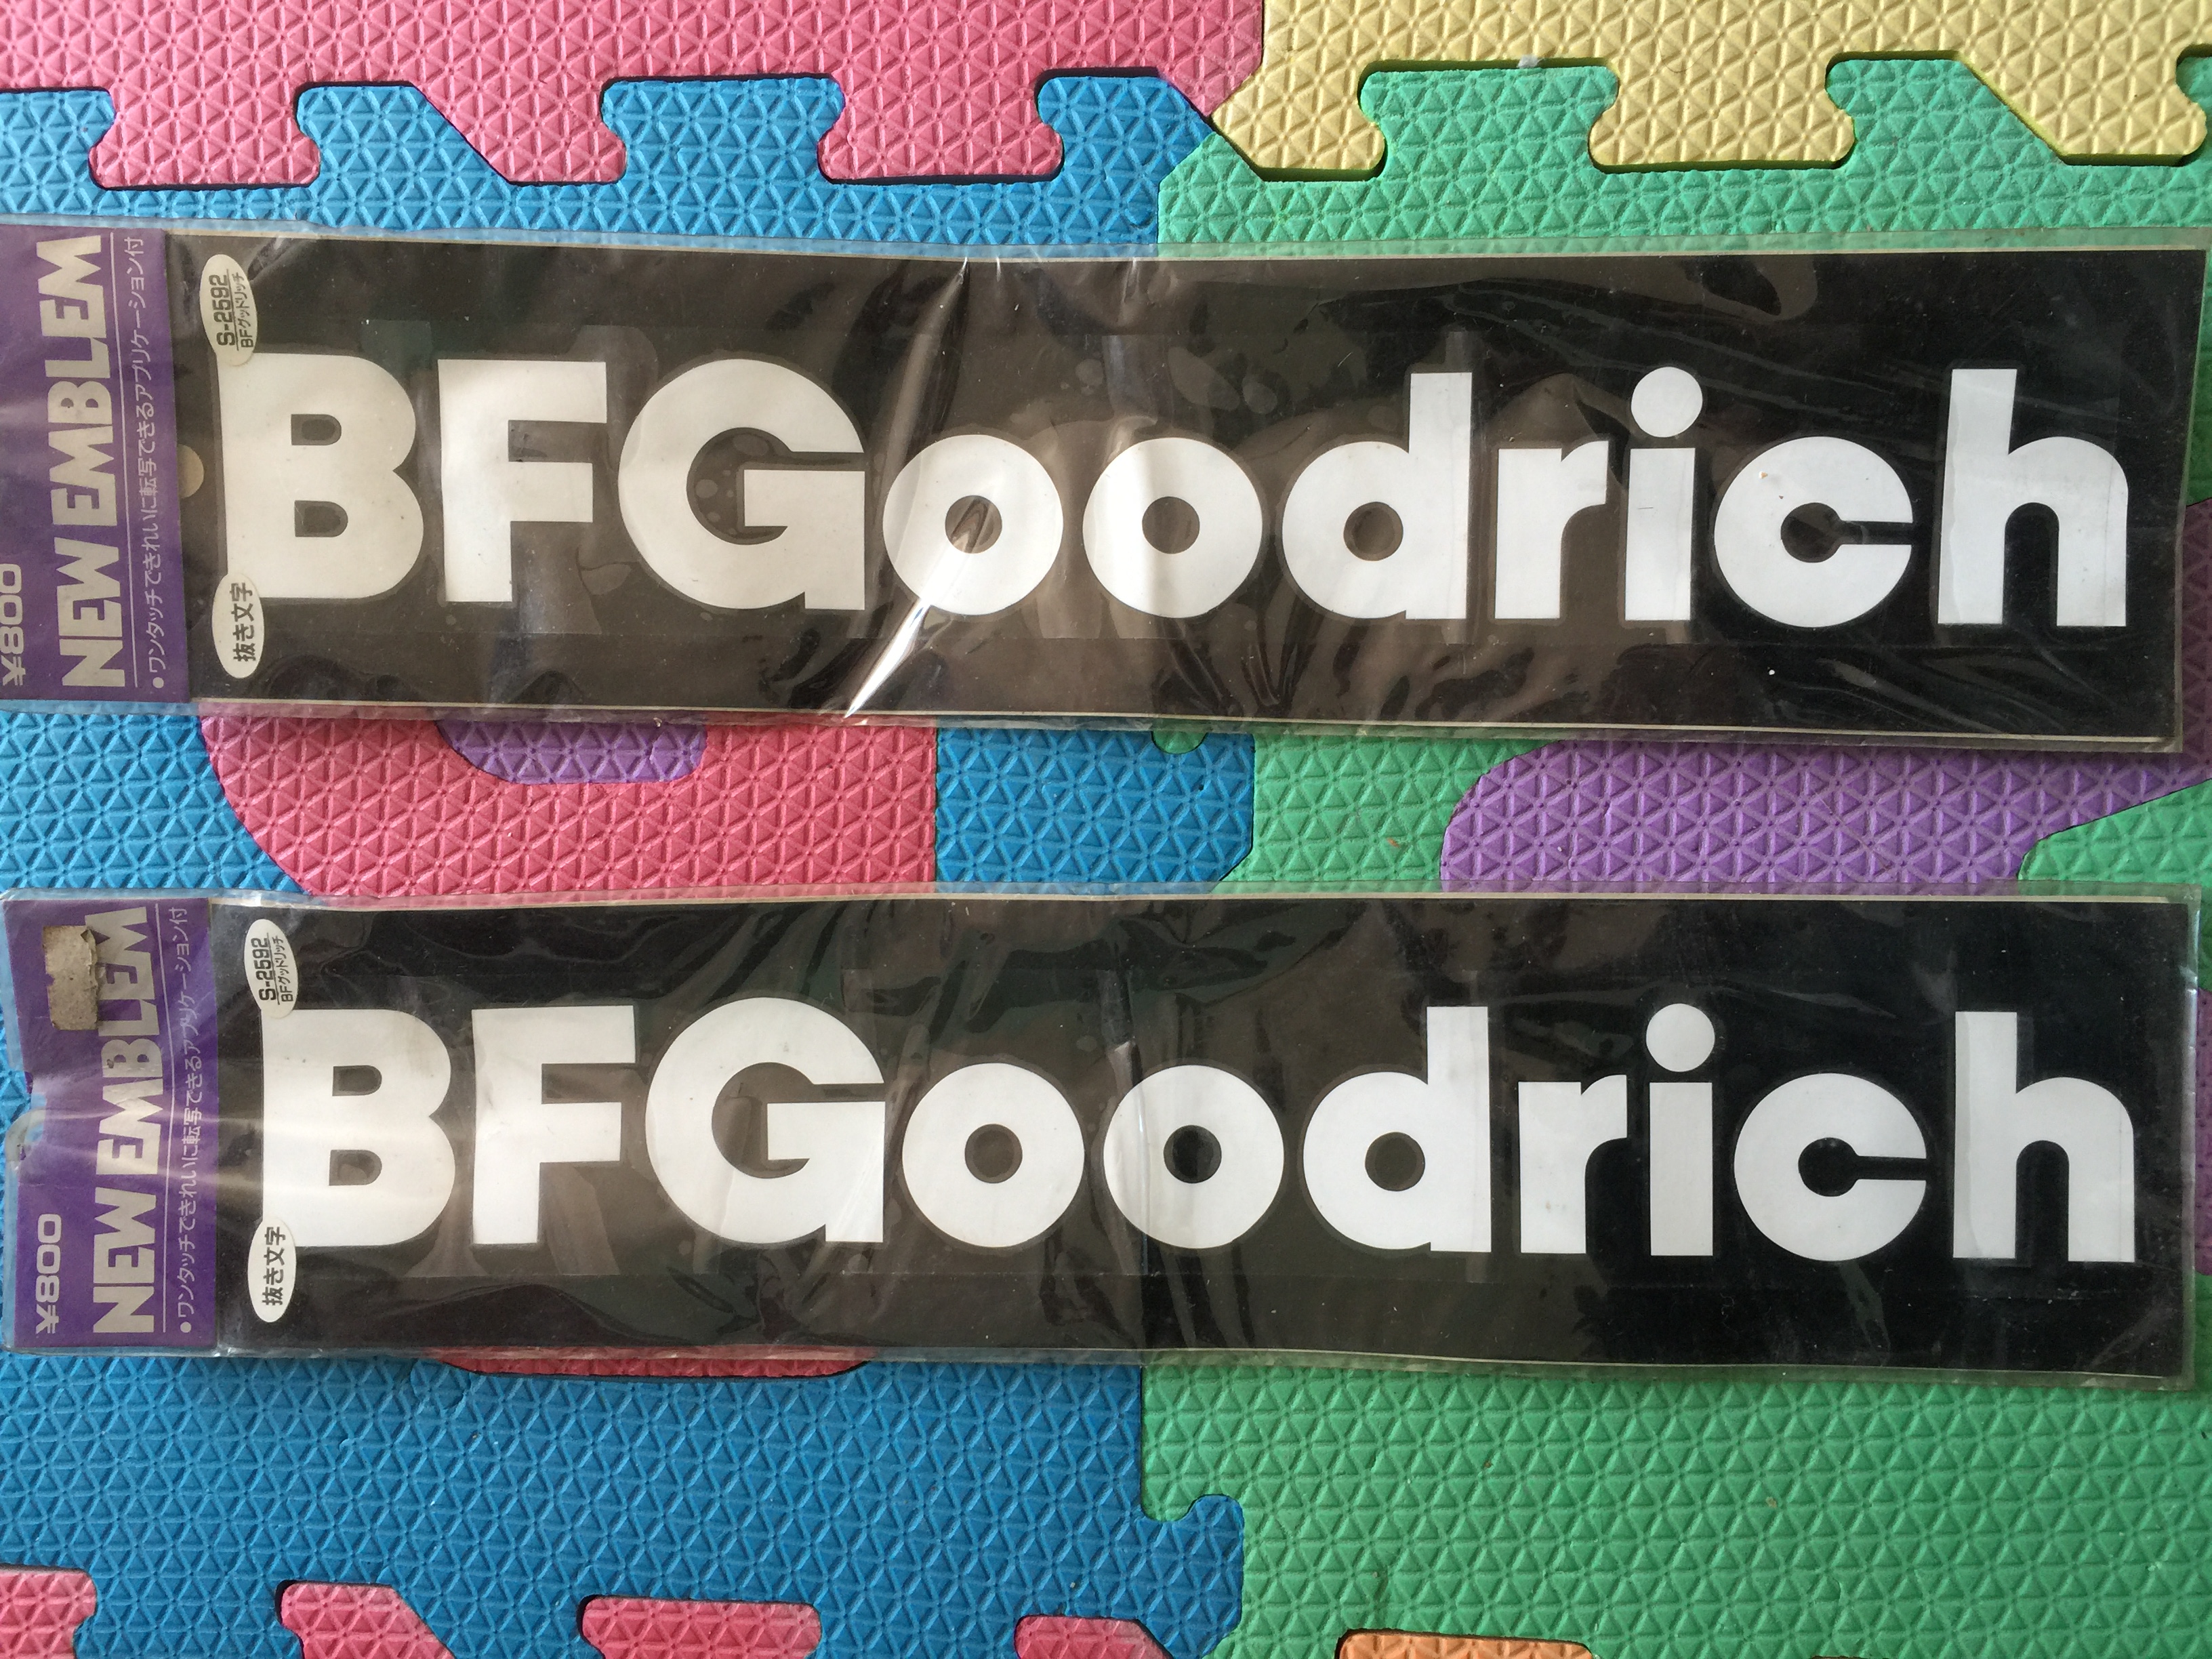 ¥800
NEW EMBLEM
•ワンタッチできれいに転写できるアプリケーション付
S-2592
BFグッドリッチ
抜き文字
BFGoodrich
¥800
NEW EMBLEM
•ワンタッチできれいに転写できるアプリケーション付
S-2592
BFグッドリッチ
抜き文字
BFGoodrich